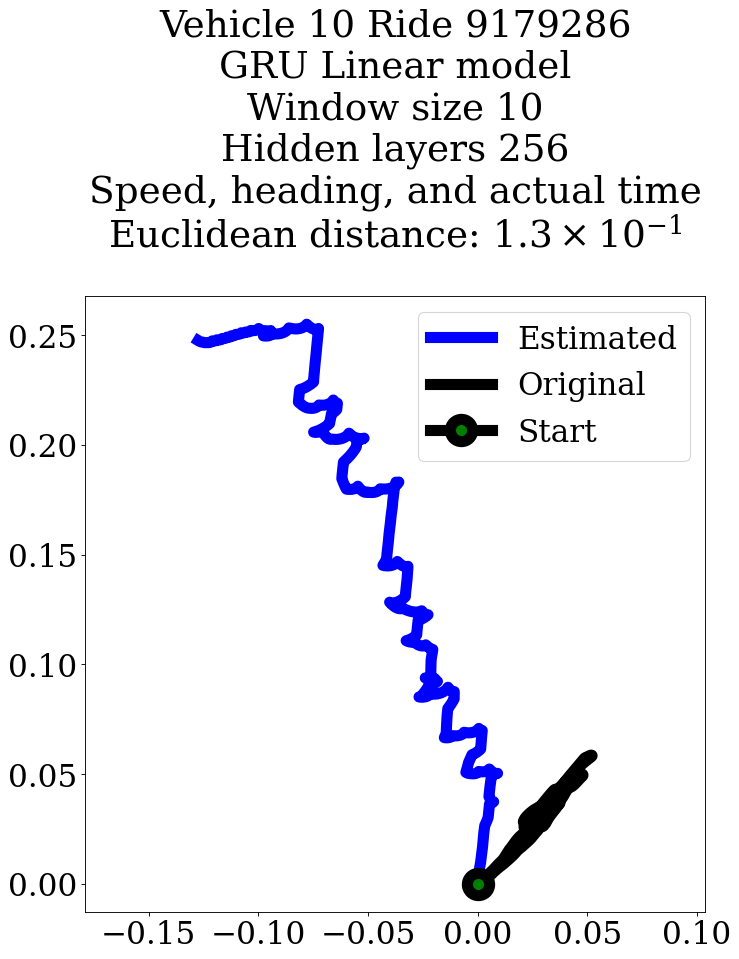 Vehicle 10 Ride 9179286
GRU Linear model
Window size 10
Hidden layers 256
Speed, heading, and actual time
Euclidean distance: 1.3 × 10⁻¹
Estimated
Original
Start
0.25
0.20
0.15
0.10
0.05
0.00
−0.15 −0.10 −0.05 0.00 0.05 0.10